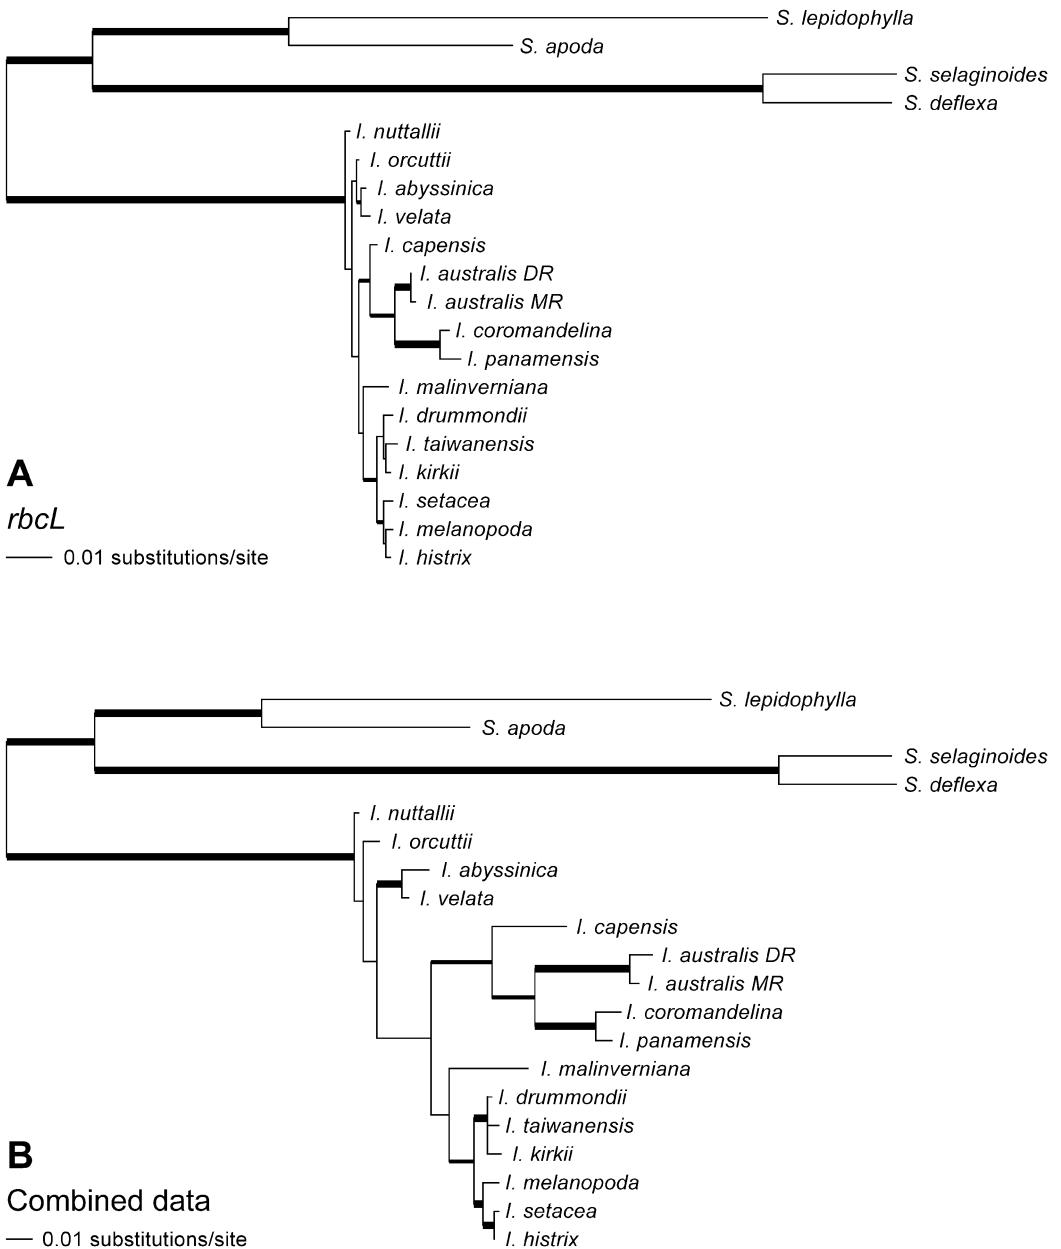 S. lepidophylla
S. apoda
S. selaginoides
S. deflexa
I. nuttallii
I. orcuttii
I. abyssinica
I. velata
I. capensis
I. australis DR
I. australis MR
I. coromandelina
I. panamensis
I. malinverniana
I. drummondii
I. taiwanensis
I. kirkii
I. setacea
I. melanopoda
I. histrix
A
rbcL
0.01 substitutions/site
S. lepidophylla
S. apoda
S. selaginoides
S. deflexa
I. nuttallii
I. orcuttii
I. abyssinica
I. velata
I. capensis
I. australis DR
I. australis MR
I. coromandelina
I. panamensis
I. malinverniana
I. drummondii
I. taiwanensis
I. kirkii
I. melanopoda
I. setacea
I. histrix
B
Combined data
0.01 substitutions/site